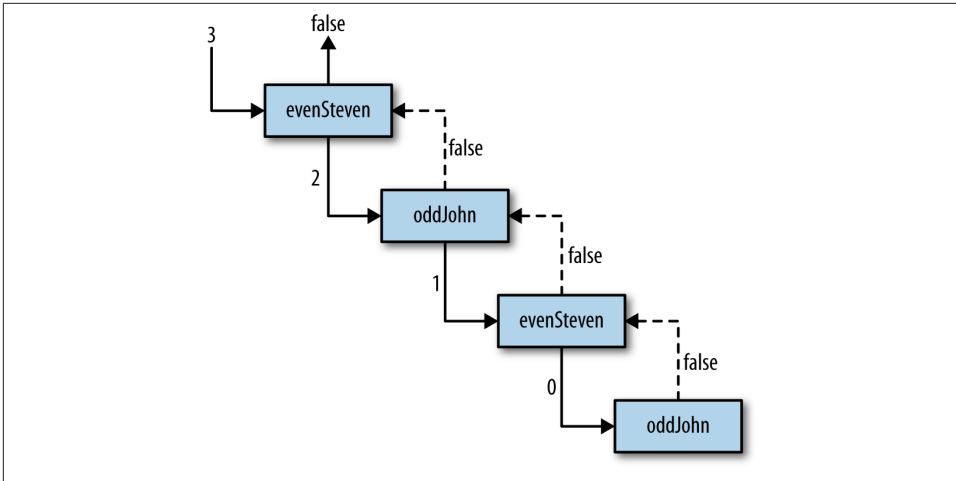 false
3
evenSteven
false
2
oddJohn
false
1
evenSteven
false
0
oddJohn